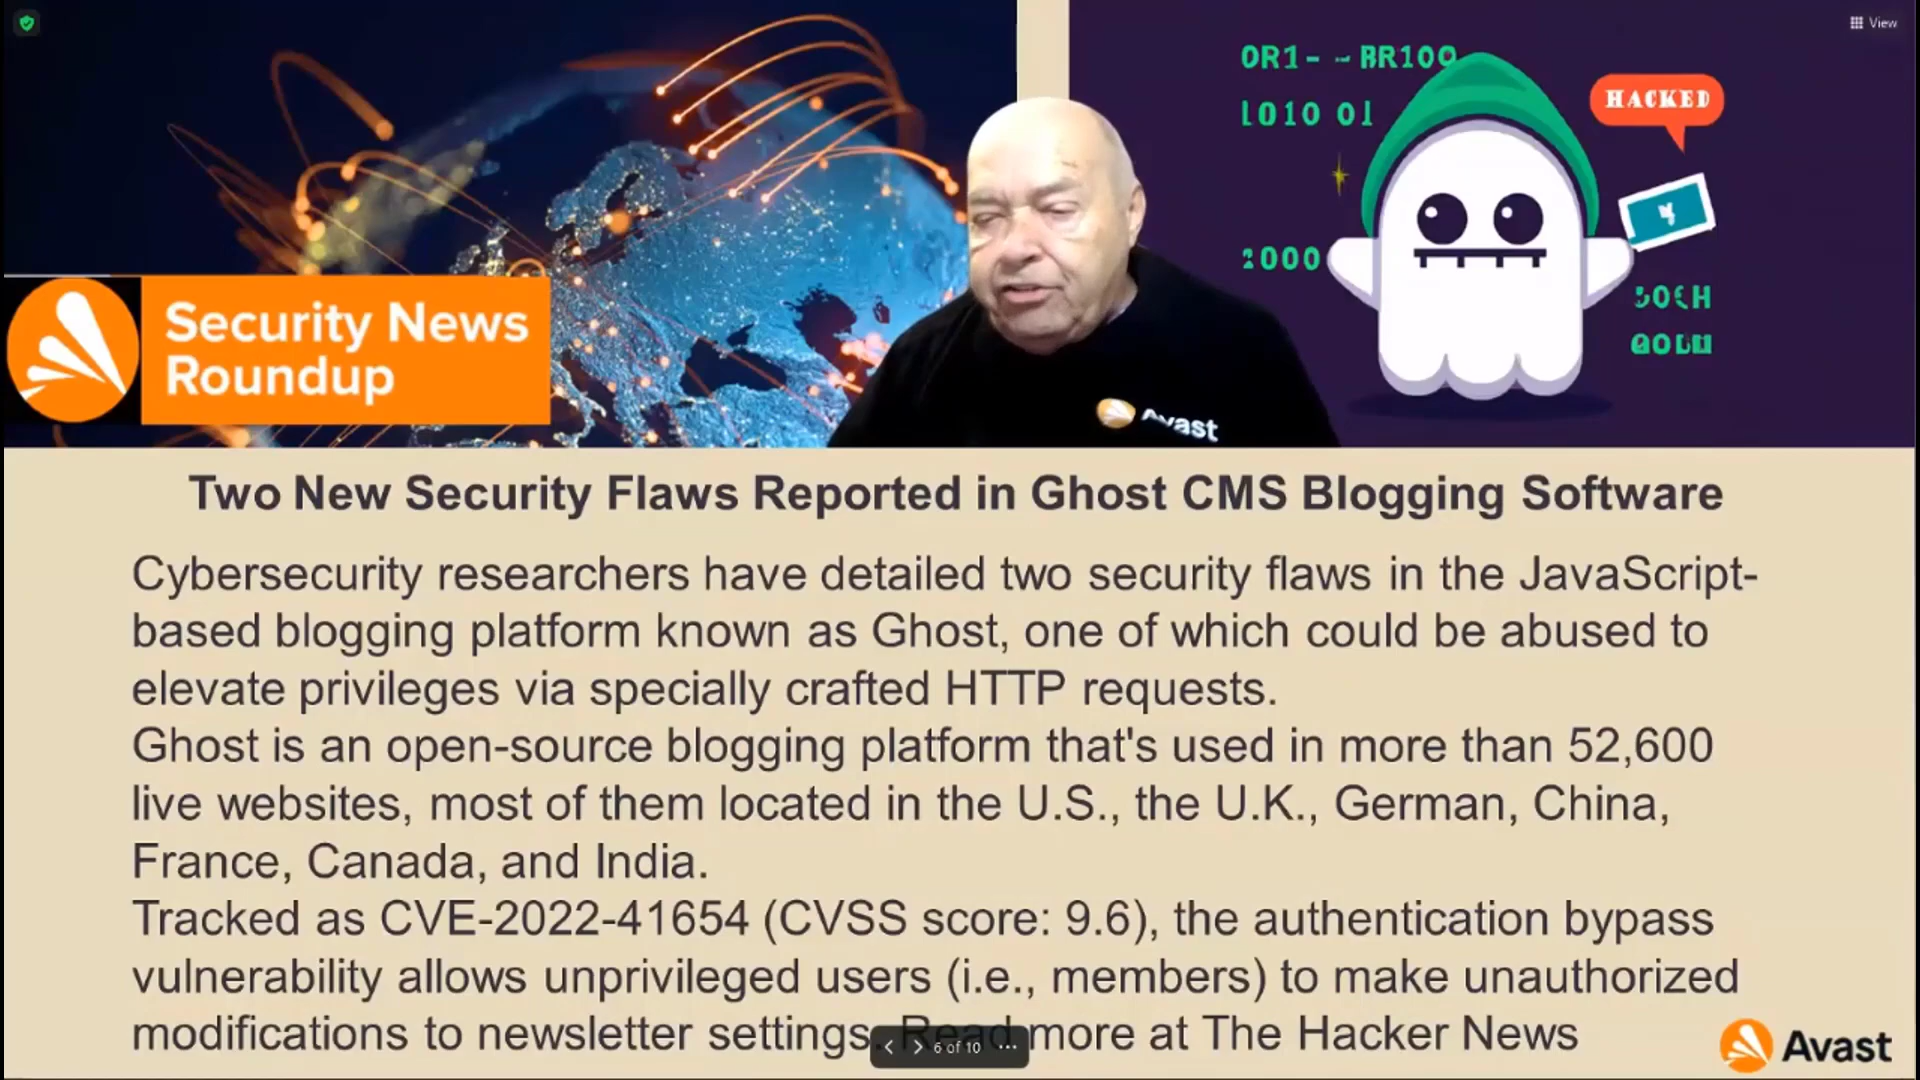 View
OR1- - BR100
1010 01
HACKED
1000
Security News
Roundup
Avast
Two New Security Flaws Reported in Ghost CMS Blogging Software
Cybersecurity researchers have detailed two security flaws in the JavaScript-
based blogging platform known as Ghost, one of which could be abused to
elevate privileges via specially crafted HTTP requests.
Ghost is an open-source blogging platform that's used in more than 52,600
live websites, most of them located in the U.S., the U.K., German, China,
France, Canada, and India.
Tracked as CVE-2022-41654 (CVSS score: 9.6), the authentication bypass
vulnerability allows unprivileged users (i.e., members) to make unauthorized
modifications to newsletter settings. Read more at The Hacker News
6 of 10 ...
Avast